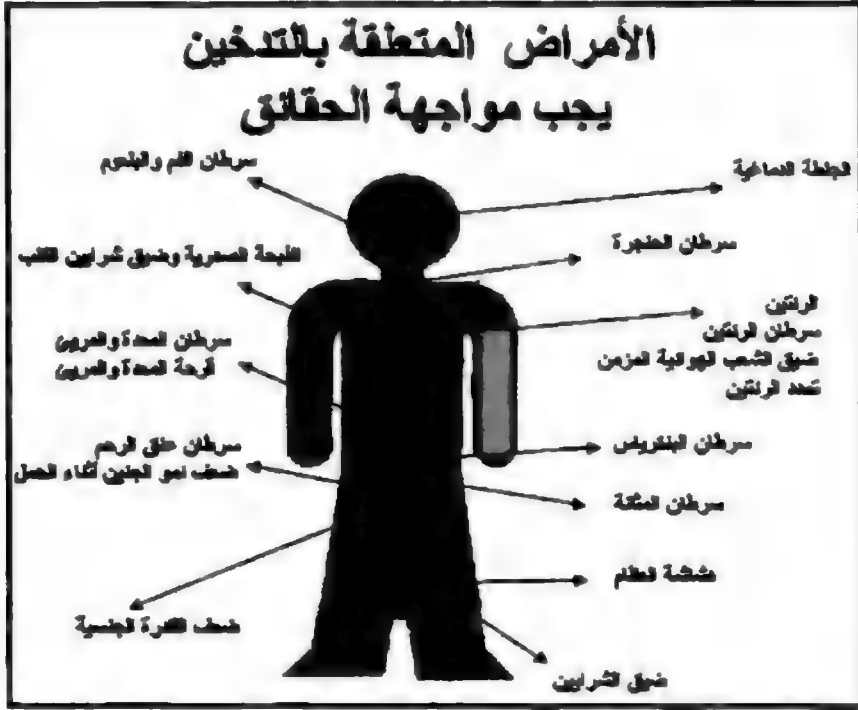 الأمراض المتعلقة بالتدخين
يجب مواجهة الحقائق
الجلطة الدماغية
سرطان الفم والبلعوم
سرطان الحنجرة
الذبحة الصدرية وضيق شرايين القلب
الرئتين
سرطان الرئتين
ضيق الشعب الهوائية المزمن
تمدد الرئتين
سرطان المعدة والمريئ
قرحة المعدة والمريئ
سرطان البنكرياس
سرطان عنق الرحم
ضعف نمو الجنين أثناء الحمل
سرطان المثانة
هشاشة العظام
ضعف القدرة الجنسية
ضيق الشرايين